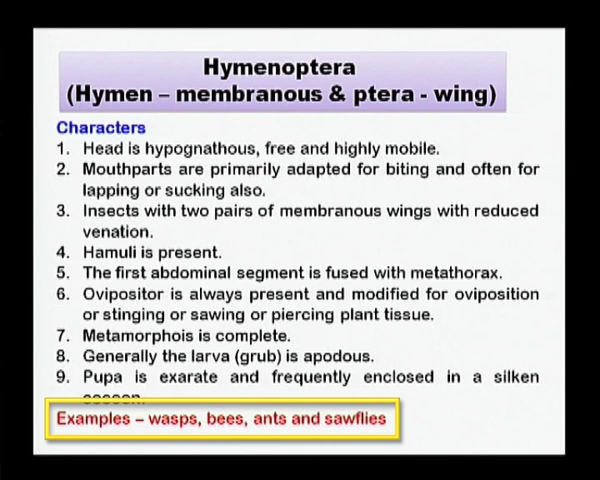 Hymenoptera
(Hymen – membranous & ptera - wing)
Characters
1. Head is hypognathous, free and highly mobile.
2. Mouthparts are primarily adapted for biting and often for
lapping or sucking also.
3. Insects with two pairs of membranous wings with reduced
venation.
4. Hamuli is present.
5. The first abdominal segment is fused with metathorax.
6. Ovipositor is always present and modified for oviposition
or stinging or sawing or piercing plant tissue.
7. Metamorphois is complete.
8. Generally the larva (grub) is apodous.
9. Pupa is exarate and frequently enclosed in a silken
Examples – wasps, bees, ants and sawflies